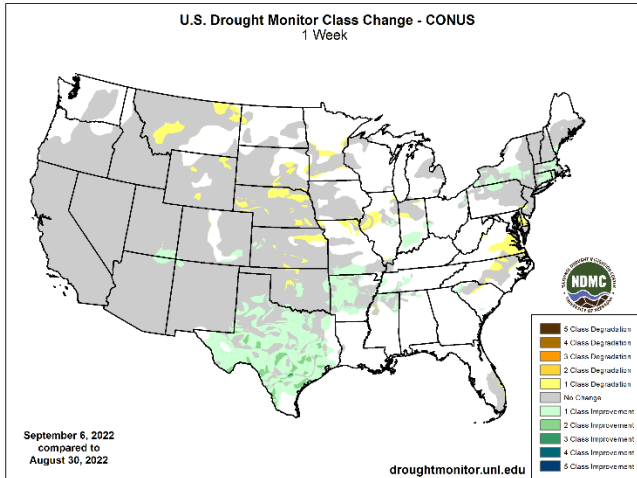 U.S. Drought Monitor Class Change - CONUS
1 Week
NDMC
5 Class Degradation
4 Class Degradation
3 Class Degradation
2 Class Degradation
1 Class Degradation
No Change
1 Class Improvement
2 Class Improvement
3 Class Improvement
4 Class Improvement
5 Class Improvement
September 6, 2022
compared to
August 30, 2022
droughtmonitor.unl.edu